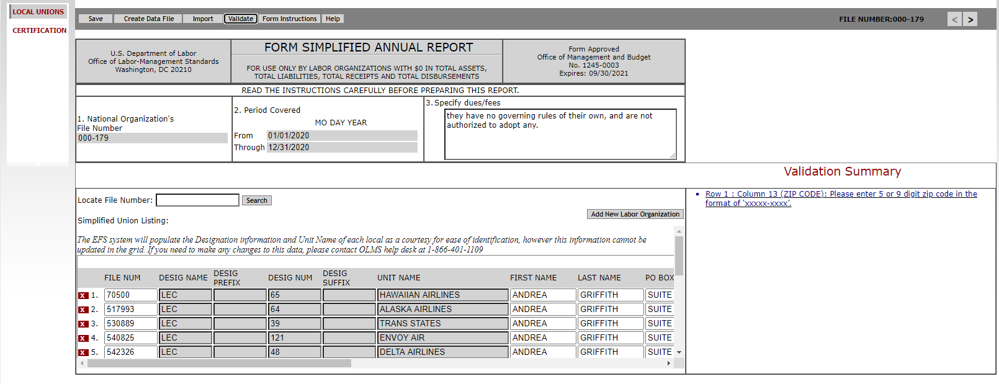 LOCAL UNIONS
CERTIFICATION
Save Create Data File Import Validate Form Instructions Help FILE NUMBER:000-179 < >
U.S. Department of Labor
Office of Labor-Management Standards
Washington, DC 20210
FORM SIMPLIFIED ANNUAL REPORT
FOR USE ONLY BY LABOR ORGANIZATIONS WITH $0 IN TOTAL ASSETS,
TOTAL LIABILITIES, TOTAL RECEIPTS AND TOTAL DISBURSEMENTS
Form Approved
Office of Management and Budget
No. 1245-0003
Expires: 09/30/2021
READ THE INSTRUCTIONS CAREFULLY BEFORE PREPARING THIS REPORT.
1. National Organization's
File Number
000-179
2. Period Covered
MO DAY YEAR
From 01/01/2020
Through 12/31/2020
3. Specify dues/fees
they have no governing rules of their own, and are not
authorized to adopt any.
Validation Summary
Row 1 : Column 13 (ZIP CODE): Please enter 5 or 9 digit zip code in the
format of 'xxxxx-xxxx'.
Locate File Number: Search
Add New Labor Organization
Simplified Union Listing:
The EFS system will populate the Designation information and Unit Name of each local as a courtesy for ease of identification, however this information cannot be
updated in the grid. If you need to make any changes to this data, please contact OLMS help desk at 1-866-401-1109
FILE NUM DESIG NAME DESIG PREFIX DESIG NUM DESIG SUFFIX UNIT NAME FIRST NAME LAST NAME PO BOX
X 1. 70500 LEC 65 HAWAIIAN AIRLINES ANDREA GRIFFITH SUITE
X 2. 517993 LEC 64 ALASKA AIRLINES ANDREA GRIFFITH SUITE
X 3. 530889 LEC 39 TRANS STATES ANDREA GRIFFITH SUITE
X 4. 540825 LEC 121 ENVOY AIR ANDREA GRIFFITH SUITE
X 5. 542326 LEC 48 DELTA AIRLINES ANDREA GRIFFITH SUITE